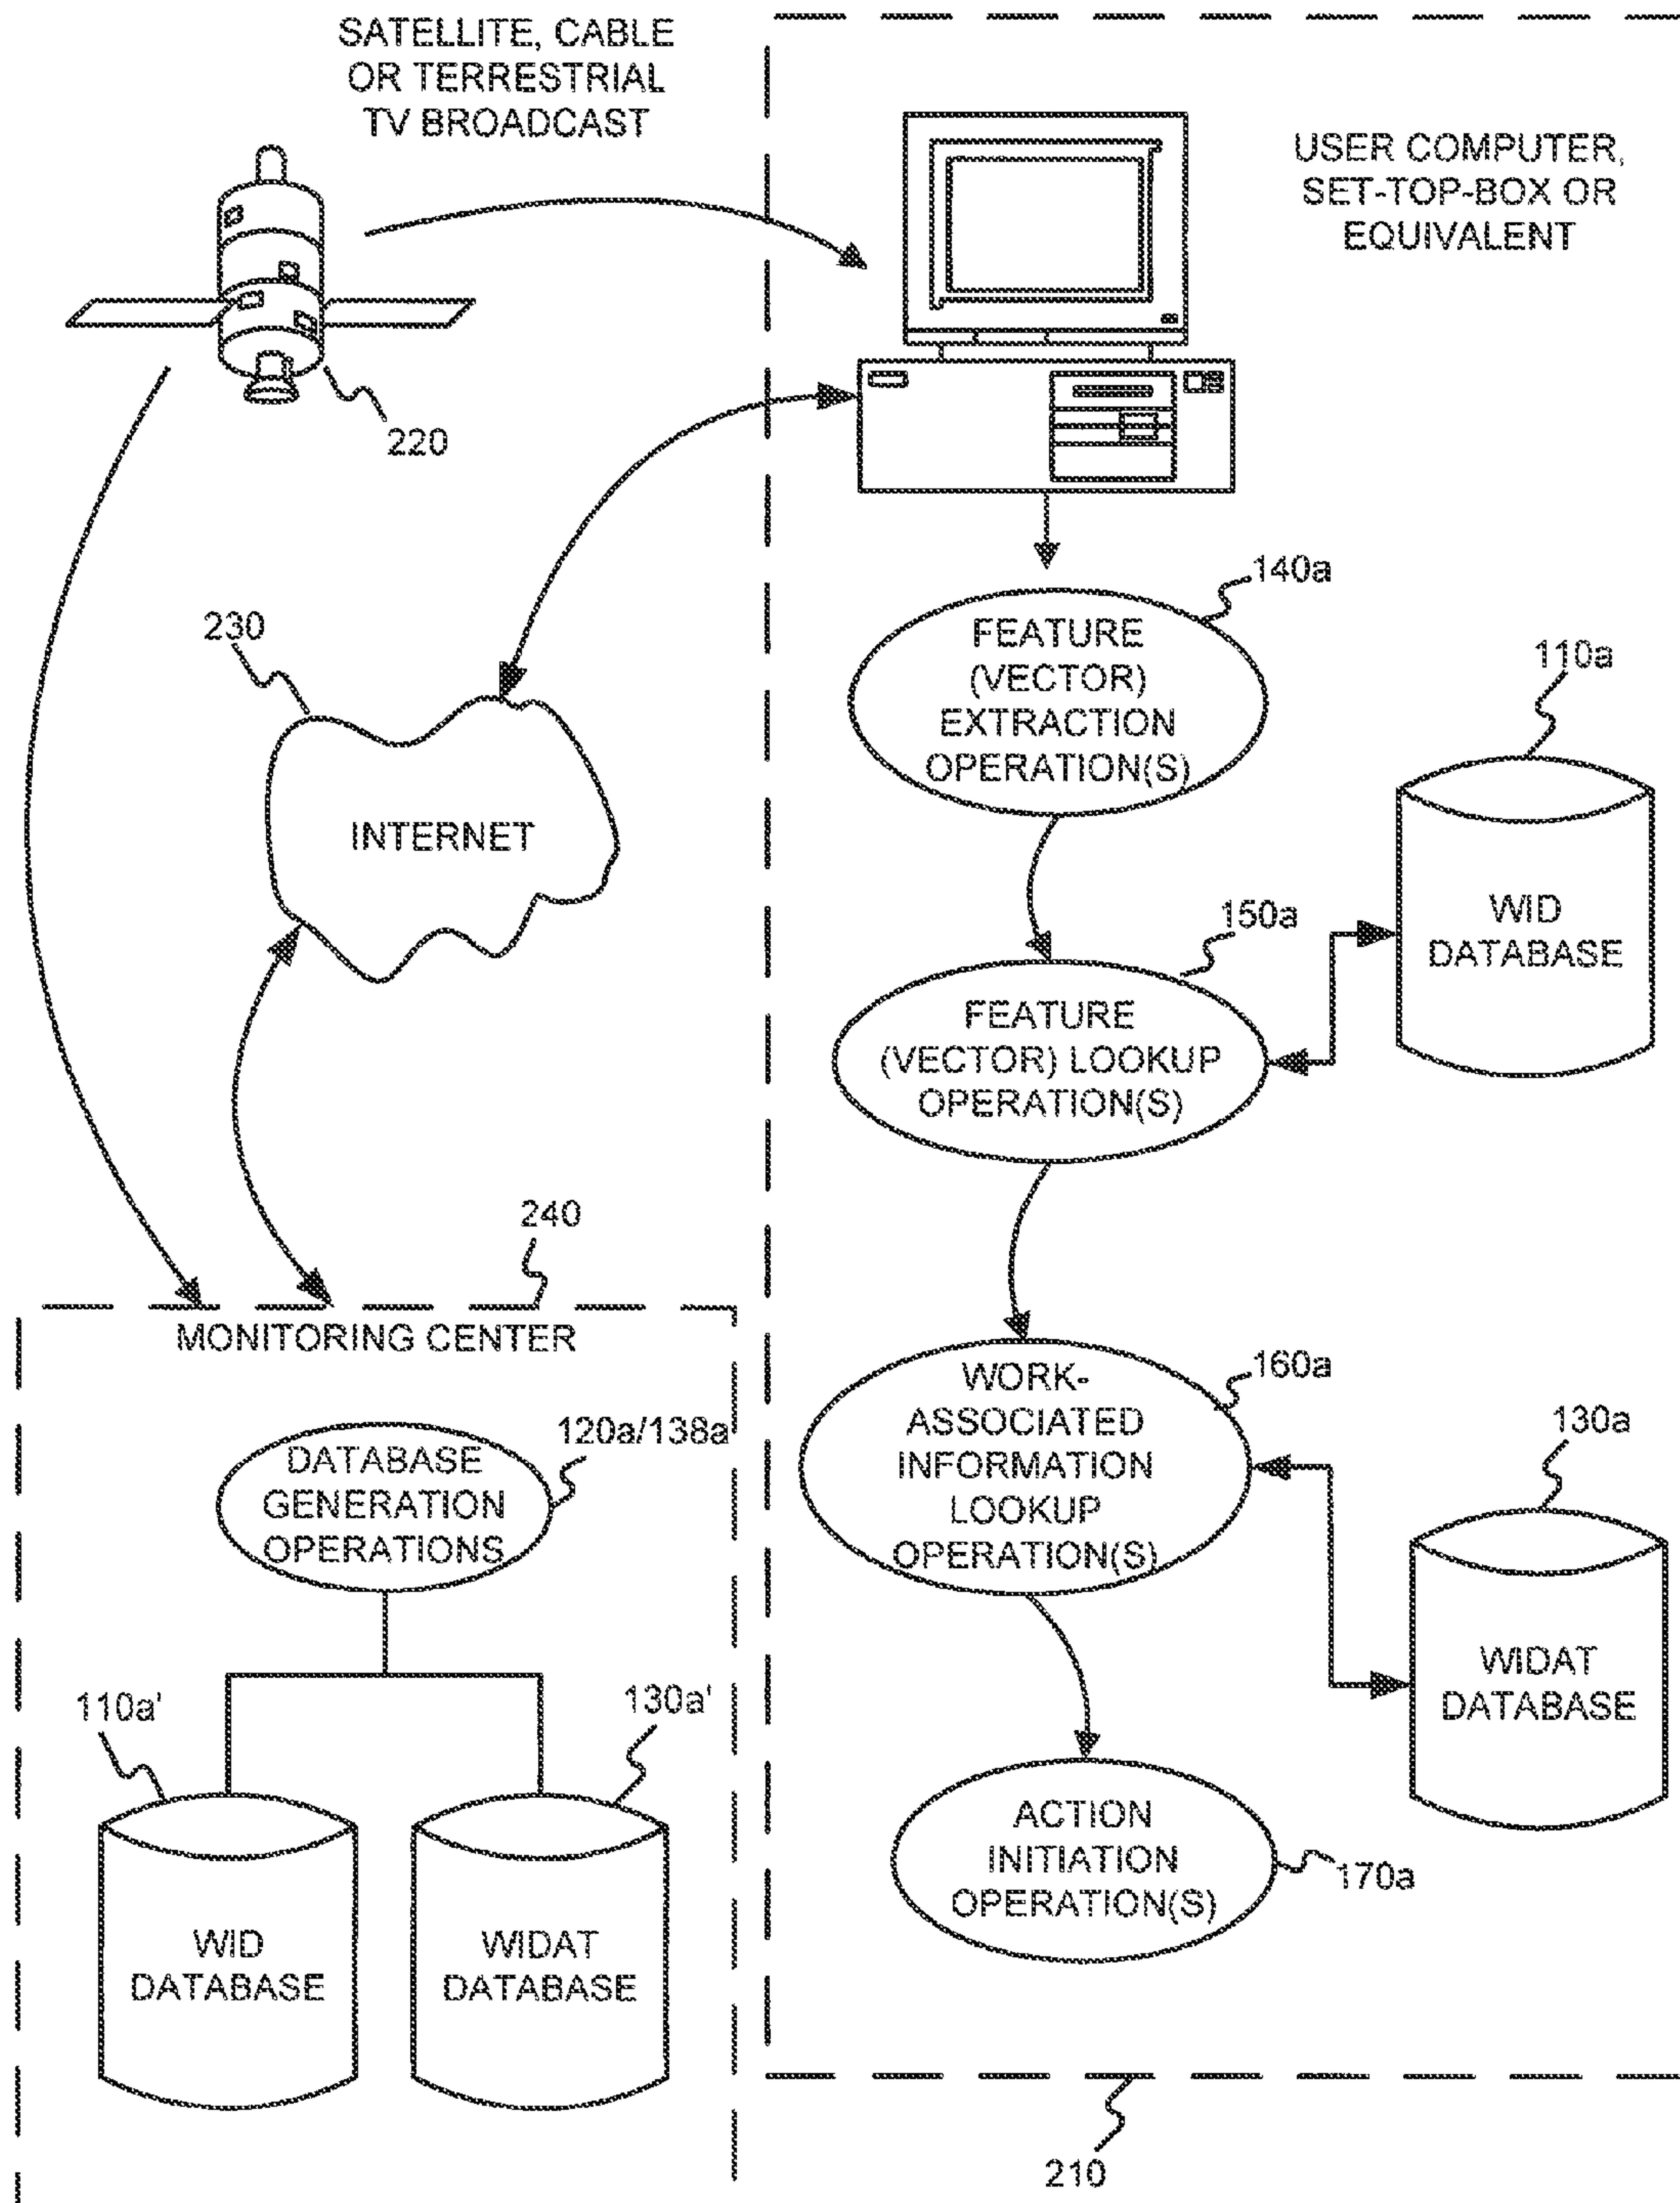 SATELLITE, CABLE
OR TERRESTRIAL
TV BROADCAST
USER COMPUTER,
SET-TOP-BOX OR
EQUIVALENT
220
140a
FEATURE
(VECTOR)
EXTRACTION
OPERATION(S)
230
INTERNET
110a
WID
DATABASE
150a
FEATURE
(VECTOR) LOOKUP
OPERATION(S)
240
MONITORING CENTER
160a
WORK-
ASSOCIATED
INFORMATION
LOOKUP
OPERATION(S)
120a/138a
DATABASE
GENERATION
OPERATIONS
130a
WIDAT
DATABASE
110a'
130a'
WID
DATABASE
WIDAT
DATABASE
ACTION
INITIATION
OPERATION(S)
170a
210